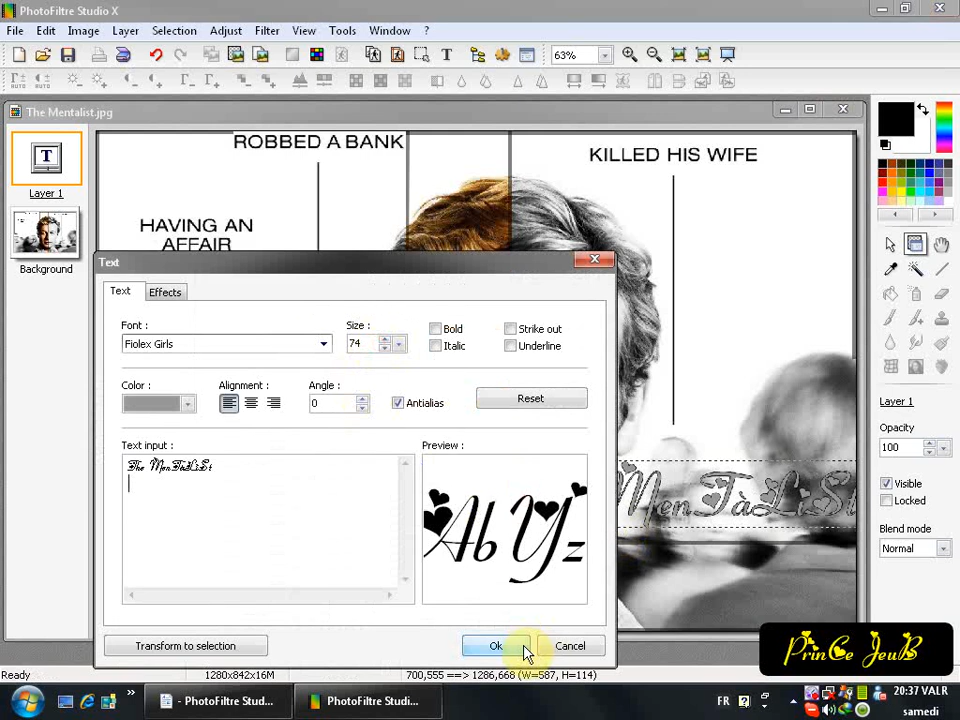 PhotoFiltre Studio X
File Edit Image Layer Selection Adjust Filter View Tools Window ?
63%
The Mentalist.jpg
Layer 1
Background
ROBBED A BANK
KILLED HIS WIFE
HAVING AN
AFFAIR
Text
Text Effects
Font : Size : Bold Strike out
Fiolex Girls 74 Italic Underline
Color : Alignment : Angle :
0 Antialias Reset
Text input : Preview :
The MenTàLiSt
Ab Yz
Transform to selection Ok Cancel
MenTàLiSt
Layer 1
Opacity
100
Visible
Locked
Blend mode
Normal
PrinCe JeuB
Ready 1280x842x16M 700,555 ==> 1286,668 (W=587, H=114)
- PhotoFiltre Stud... PhotoFiltre Studio... FR 20:37 VALR
samedi